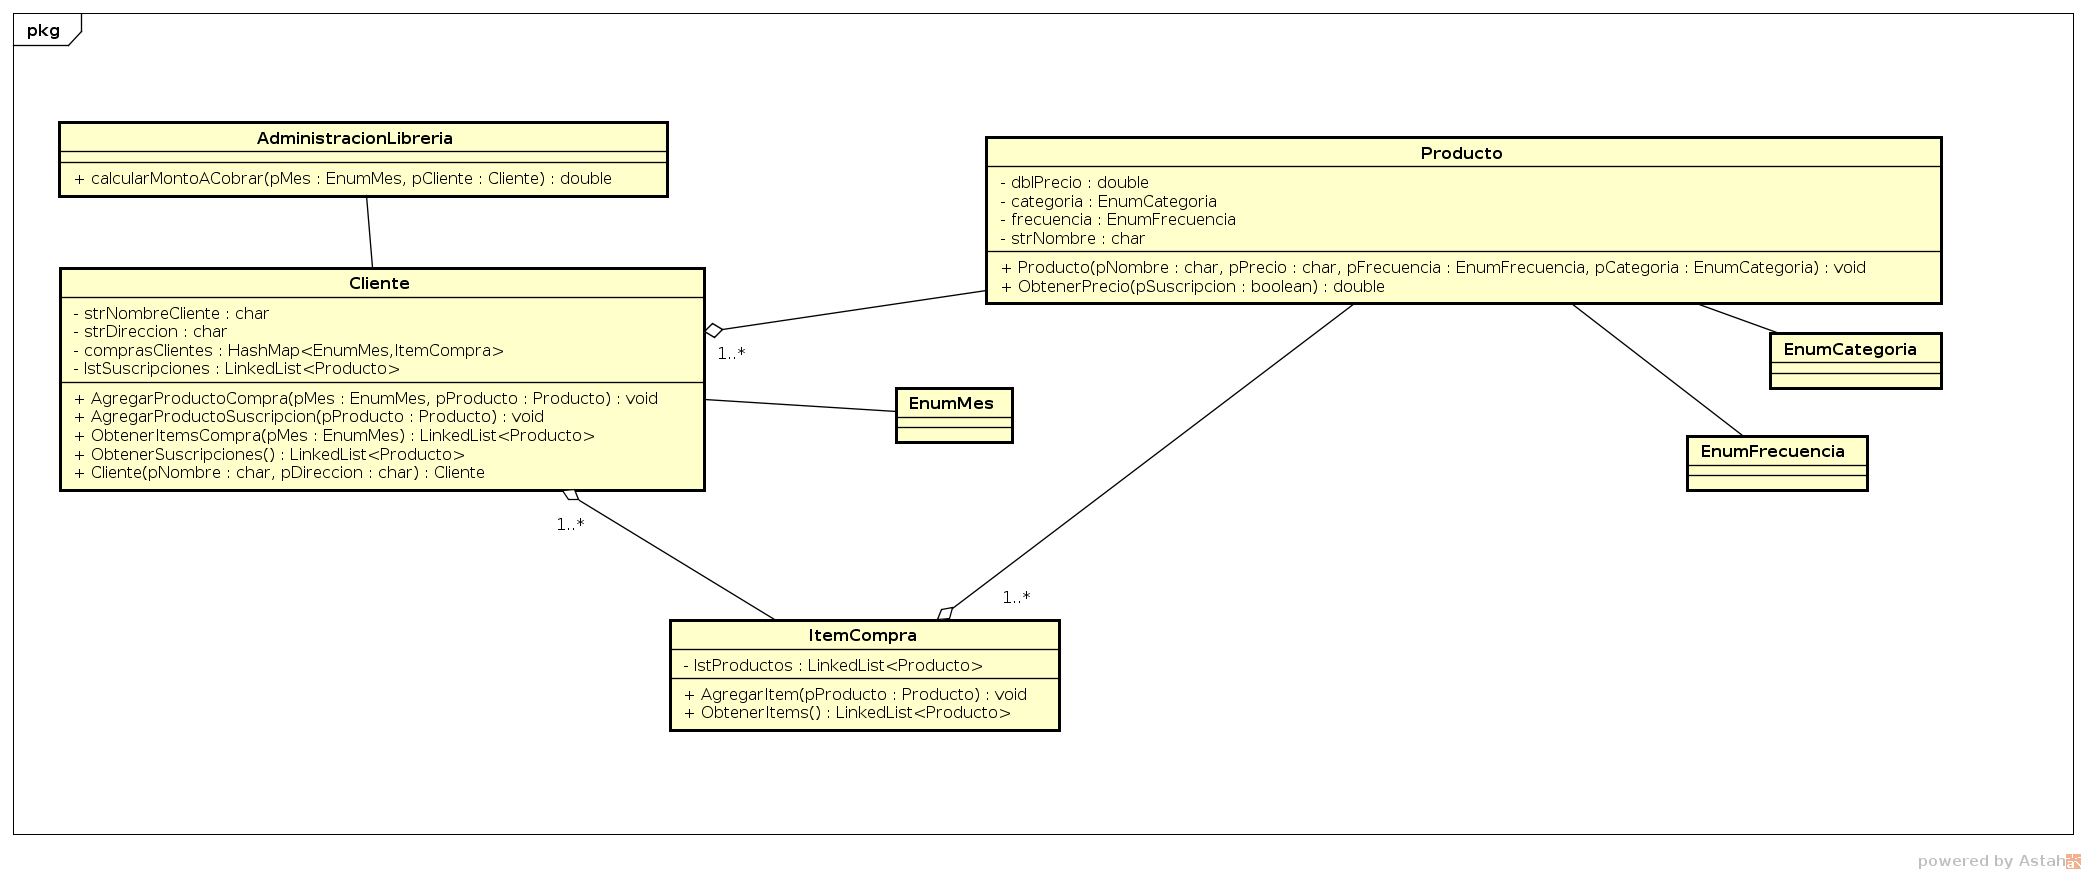 pkg
AdministracionLibreria
+ calcularMontoACobrar(pMes : EnumMes, pCliente : Cliente) : double
Producto
- dblPrecio : double
- categoria : EnumCategoria
- frecuencia : EnumFrecuencia
- strNombre : char
+ Producto(pNombre : char, pPrecio : char, pFrecuencia : EnumFrecuencia, pCategoria : EnumCategoria) : void
+ ObtenerPrecio(pSuscripcion : boolean) : double
Cliente
- strNombreCliente : char
- strDireccion : char
- comprasClientes : HashMap<EnumMes,ItemCompra>
- lstSuscripciones : LinkedList<Producto>
+ AgregarProductoCompra(pMes : EnumMes, pProducto : Producto) : void
+ AgregarProductoSuscripcion(pProducto : Producto) : void
+ ObtenerItemsCompra(pMes : EnumMes) : LinkedList<Producto>
+ ObtenerSuscripciones() : LinkedList<Producto>
+ Cliente(pNombre : char, pDireccion : char) : Cliente
1..*
EnumCategoria
EnumMes
EnumFrecuencia
1..*
1..*
ItemCompra
- lstProductos : LinkedList<Producto>
+ AgregarItem(pProducto : Producto) : void
+ ObtenerItems() : LinkedList<Producto>
powered by Astah